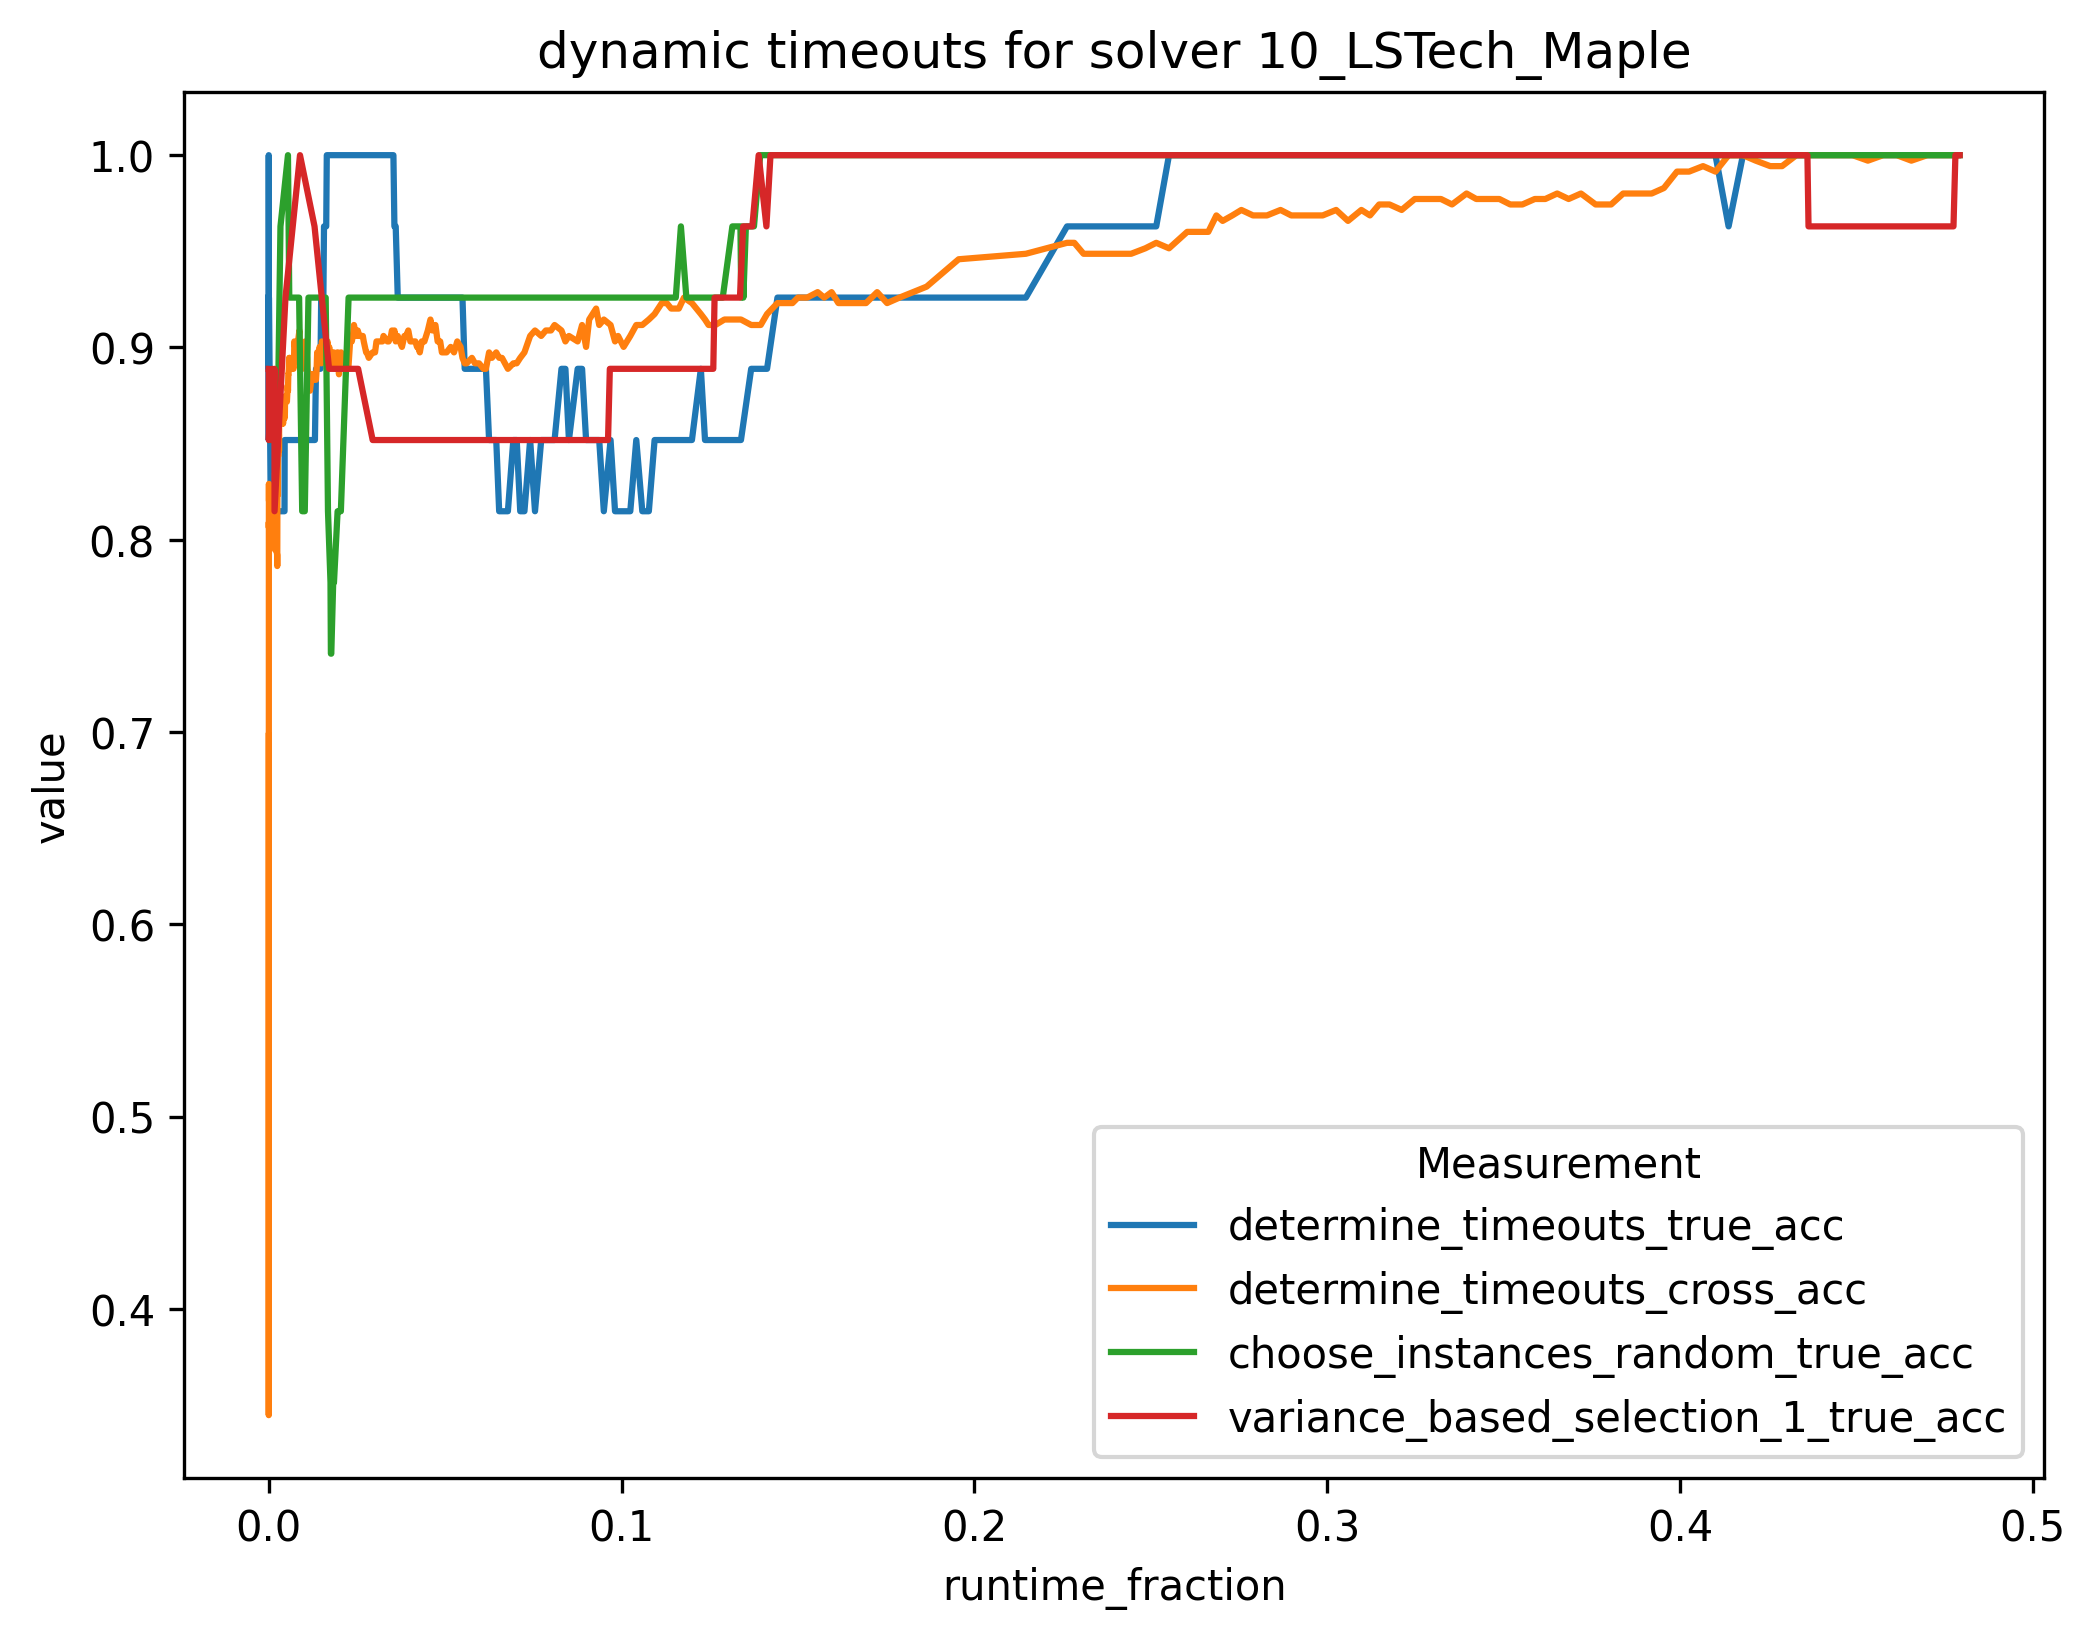 dynamic timeouts for solver 10_LSTech_Maple
1.0
0.9
0.8
0.7
0.6
0.5
0.4
value
0.0
0.1
0.2
0.3
0.4
0.5
runtime_fraction
Measurement
determine_timeouts_true_acc
determine_timeouts_cross_acc
choose_instances_random_true_acc
variance_based_selection_1_true_acc